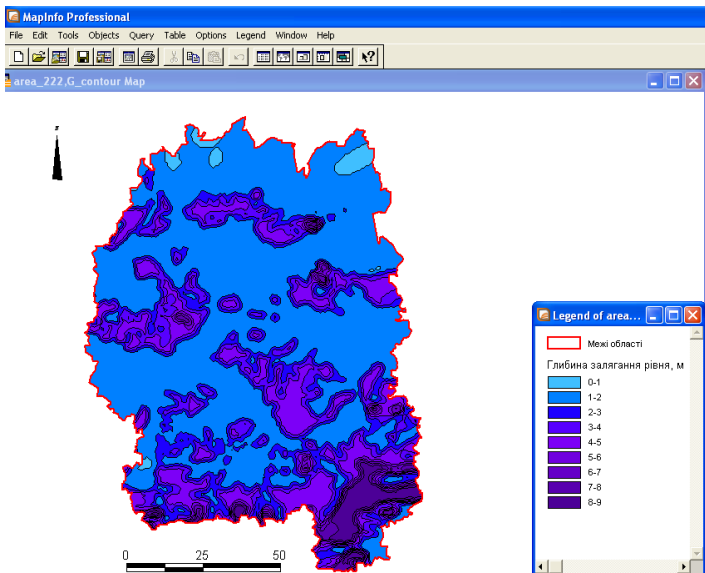 MapInfo Professional
File Edit Tools Objects Query Table Options Legend Window Help
area_222,G_contour Map
Legend of area...
Межі області
Глибина залягання рівня, м
0-1
1-2
2-3
3-4
4-5
5-6
6-7
7-8
8-9
0 25 50